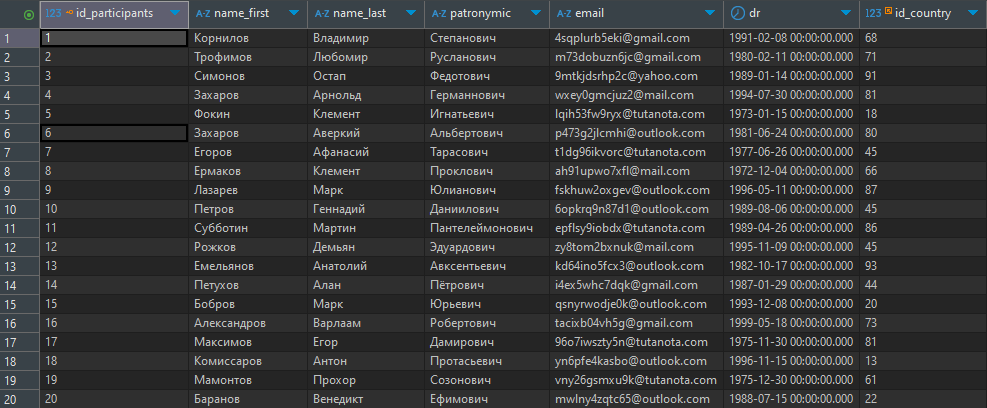 123 id_participants A-Z name_first A-Z name_last A-Z patronymic A-Z email dr 123 id_country
1 1 Корнилов Владимир Степанович 4sqplurb5eki@gmail.com 1991-02-08 00:00:00.000 68
2 2 Трофимов Любомир Русланович m73dobuzn6jc@gmail.com 1980-02-11 00:00:00.000 71
3 3 Симонов Остап Федотович 9mtkjdsrhp2c@yahoo.com 1989-01-14 00:00:00.000 91
4 4 Захаров Арнольд Германнович wxey0gmcjuz2@mail.com 1994-07-30 00:00:00.000 81
5 5 Фокин Клемент Игнатьевич lqih53fw9ryx@tutanota.com 1973-01-15 00:00:00.000 18
6 6 Захаров Аверкий Альбертович p473g2jlcmhi@outlook.com 1981-06-24 00:00:00.000 80
7 7 Егоров Афанасий Тарасович t1dg96ikvorc@tutanota.com 1977-06-26 00:00:00.000 45
8 8 Ермаков Клемент Проклович ah91upwo7xfl@mail.com 1972-12-04 00:00:00.000 66
9 9 Лазарев Марк Юлианович fskhuw2oxgev@outlook.com 1996-05-11 00:00:00.000 87
10 10 Петров Геннадий Даниилович 6opkrq9n87d1@outlook.com 1989-08-06 00:00:00.000 45
11 11 Субботин Мартин Пантелеймонович epflsy9iobdx@tutanota.com 1989-04-26 00:00:00.000 86
12 12 Рожков Демьян Эдуардович zy8tom2bxnuk@mail.com 1995-11-09 00:00:00.000 45
13 13 Емельянов Анатолий Авксентьевич kd64ino5fcx3@outlook.com 1982-10-17 00:00:00.000 93
14 14 Петухов Алан Пётрович i4ex5whc7dqk@gmail.com 1987-01-29 00:00:00.000 44
15 15 Бобров Марк Юрьевич qsnyrwodje0k@outlook.com 1993-12-08 00:00:00.000 20
16 16 Александров Варлаам Робертович tacixb04vh5g@gmail.com 1999-05-18 00:00:00.000 73
17 17 Максимов Егор Дамирович 96o7iwszty5n@tutanota.com 1975-11-30 00:00:00.000 81
18 18 Комиссаров Антон Протасьевич yn6pfe4kasbo@outlook.com 1996-11-15 00:00:00.000 13
19 19 Мамонтов Прохор Созонович vny26gsmxu9k@tutanota.com 1975-12-30 00:00:00.000 61
20 20 Баранов Венедикт Ефимович mwlny4zqtc65@outlook.com 1988-07-15 00:00:00.000 22